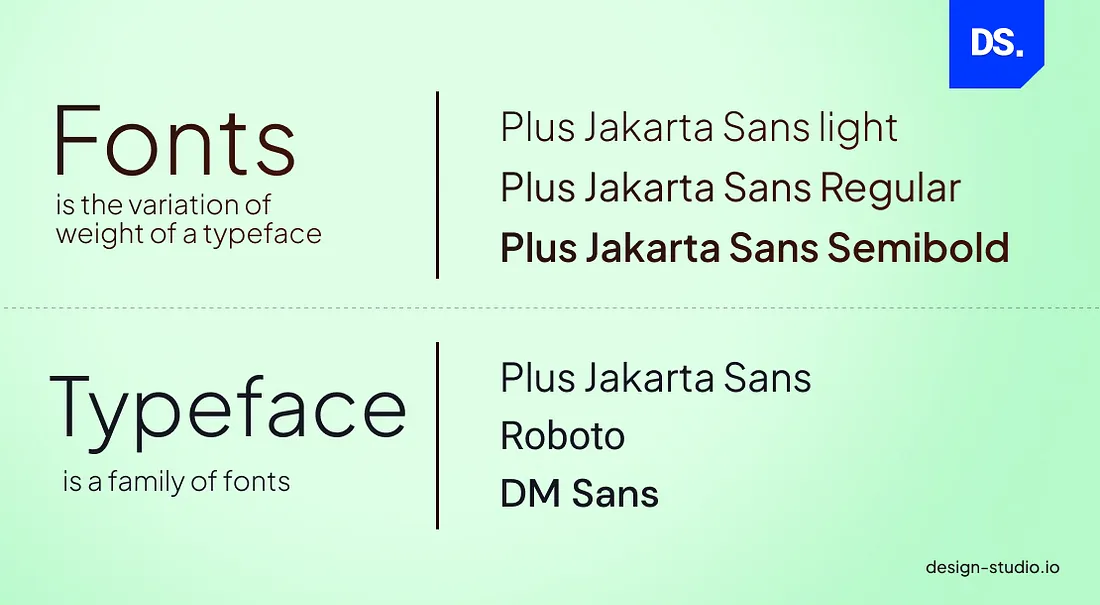 DS.
Fonts
is the variation of
weight of a typeface
Plus Jakarta Sans light
Plus Jakarta Sans Regular
Plus Jakarta Sans Semibold
Typeface
is a family of fonts
Plus Jakarta Sans
Roboto
DM Sans
design-studio.io